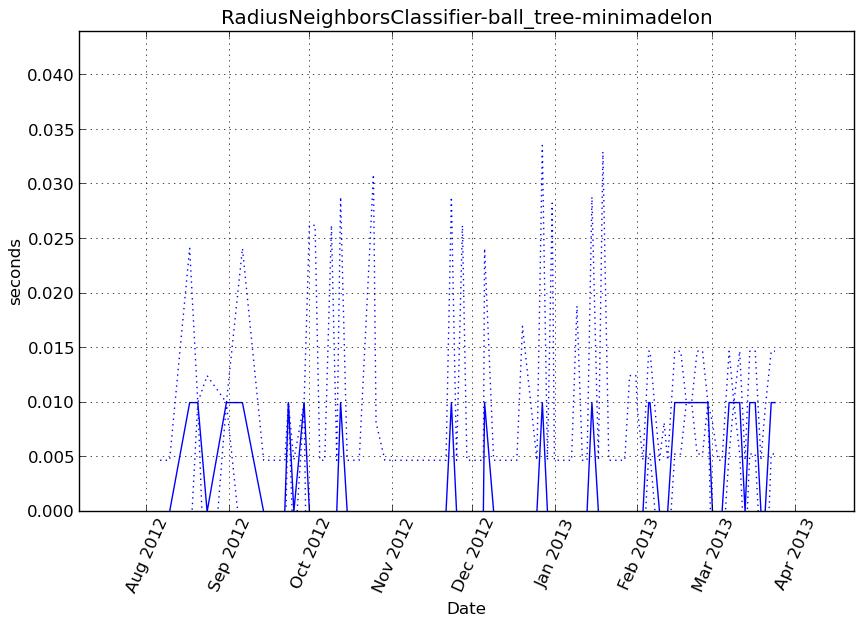 RadiusNeighborsClassifier-ball_tree-minimadelon
0.040
0.035
0.030
0.025
0.020
0.015
0.010
0.005
0.000
seconds
Aug 2012
Sep 2012
Oct 2012
Nov 2012
Dec 2012
Jan 2013
Feb 2013
Mar 2013
Apr 2013
Date